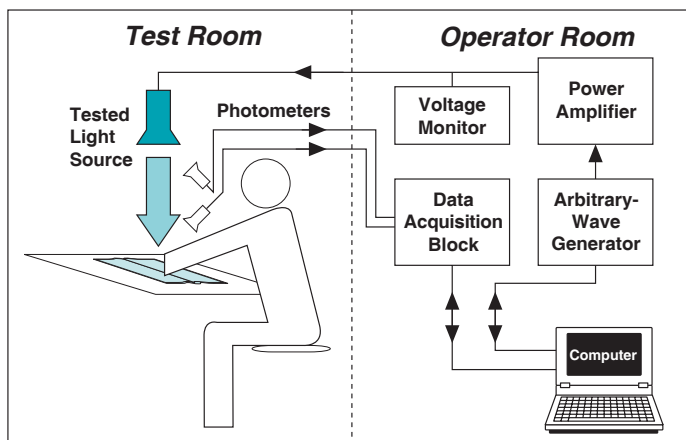 Test Room
Operator Room
Tested
Light
Source
Photometers
Voltage
Monitor
Power
Amplifier
Data
Acquisition
Block
Arbitrary-
Wave
Generator
Computer